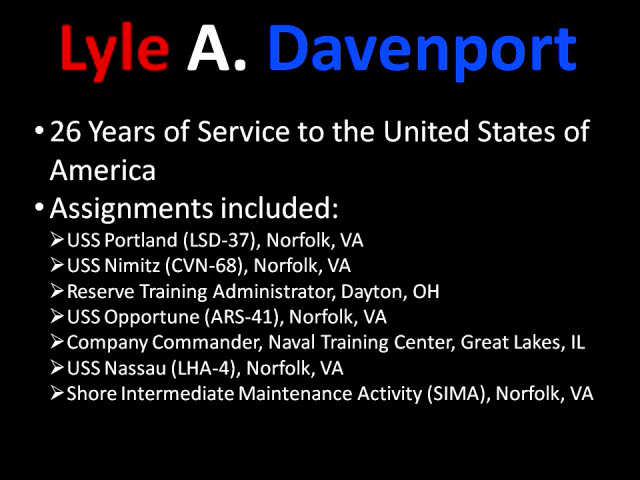 Lyle A. Davenport
• 26 Years of Service to the United States of
America
• Assignments included:
➢USS Portland (LSD-37), Norfolk, VA
➢USS Nimitz (CVN-68), Norfolk, VA
➢Reserve Training Administrator, Dayton, OH
➢USS Opportune (ARS-41), Norfolk, VA
➢Company Commander, Naval Training Center, Great Lakes, IL
➢USS Nassau (LHA-4), Norfolk, VA
➢Shore Intermediate Maintenance Activity (SIMA), Norfolk, VA